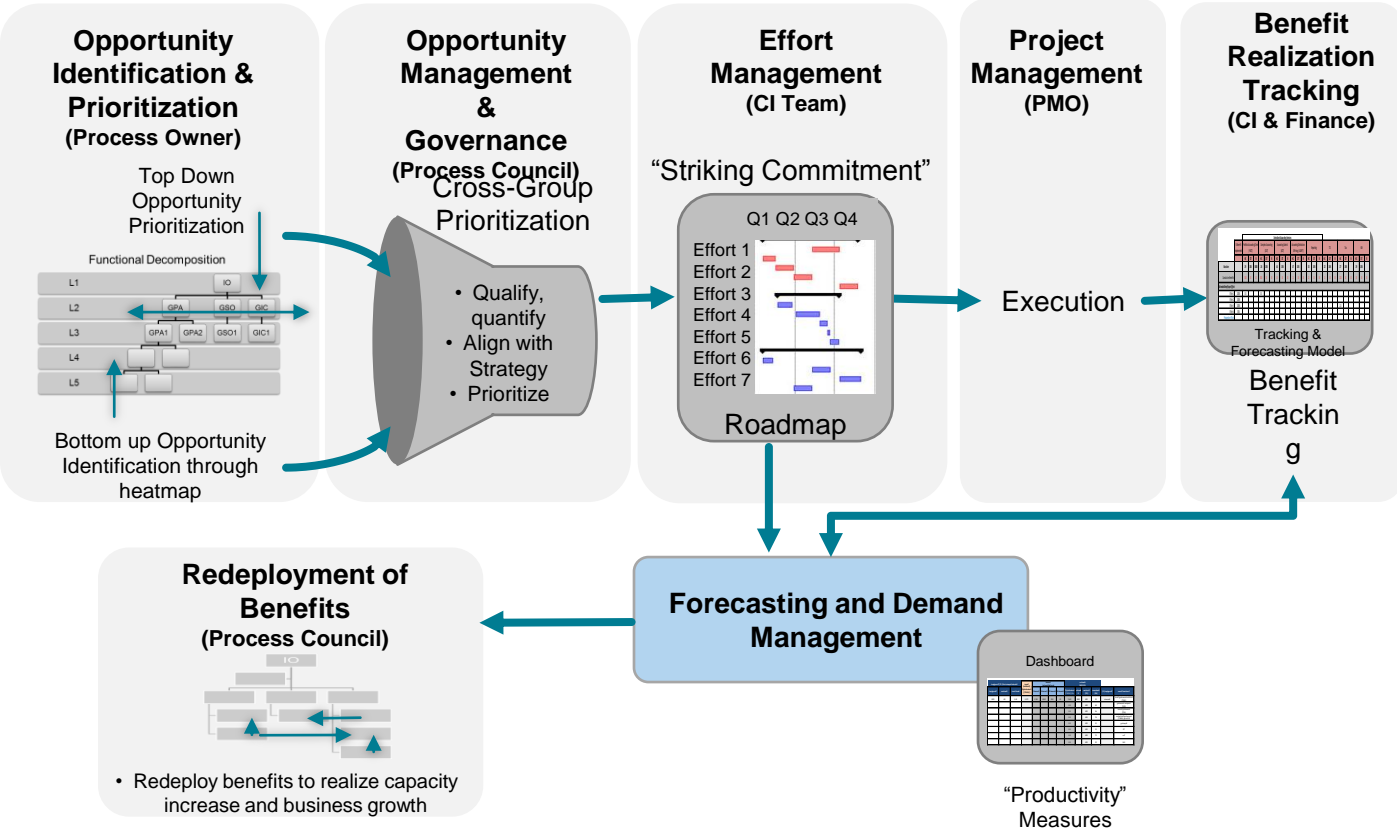 Opportunity
Identification &
Prioritization
(Process Owner)
Top Down
Opportunity
Prioritization
Functional Decomposition
L1
IO
L2
GPA
GSO
GIC
L3
GPA1
GPA2
GSO1
GIC1
L4
L5
Bottom up Opportunity
Identification through
heatmap
Opportunity
Management
&
Governance
(Process Council)
Cross-Group
Prioritization
• Qualify,
quantify
• Align with
Strategy
• Prioritize
Effort
Management
(CI Team)
“Striking Commitment”
Q1 Q2 Q3 Q4
Effort 1
Effort 2
Effort 3
Effort 4
Effort 5
Effort 6
Effort 7
Roadmap
Project
Management
(PMO)
Execution
Benefit
Realization
Tracking
(CI & Finance)
Tracking &
Forecasting Model
Benefit
Trackin
g
Redeployment of
Benefits
(Process Council)
IO
• Redeploy benefits to realize capacity
increase and business growth
Forecasting and Demand
Management
Dashboard
“Productivity”
Measures